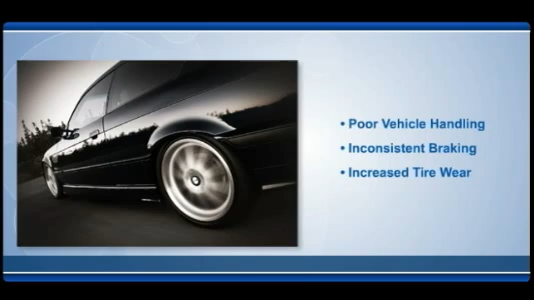 • Poor Vehicle Handling
• Inconsistent Braking
• Increased Tire Wear